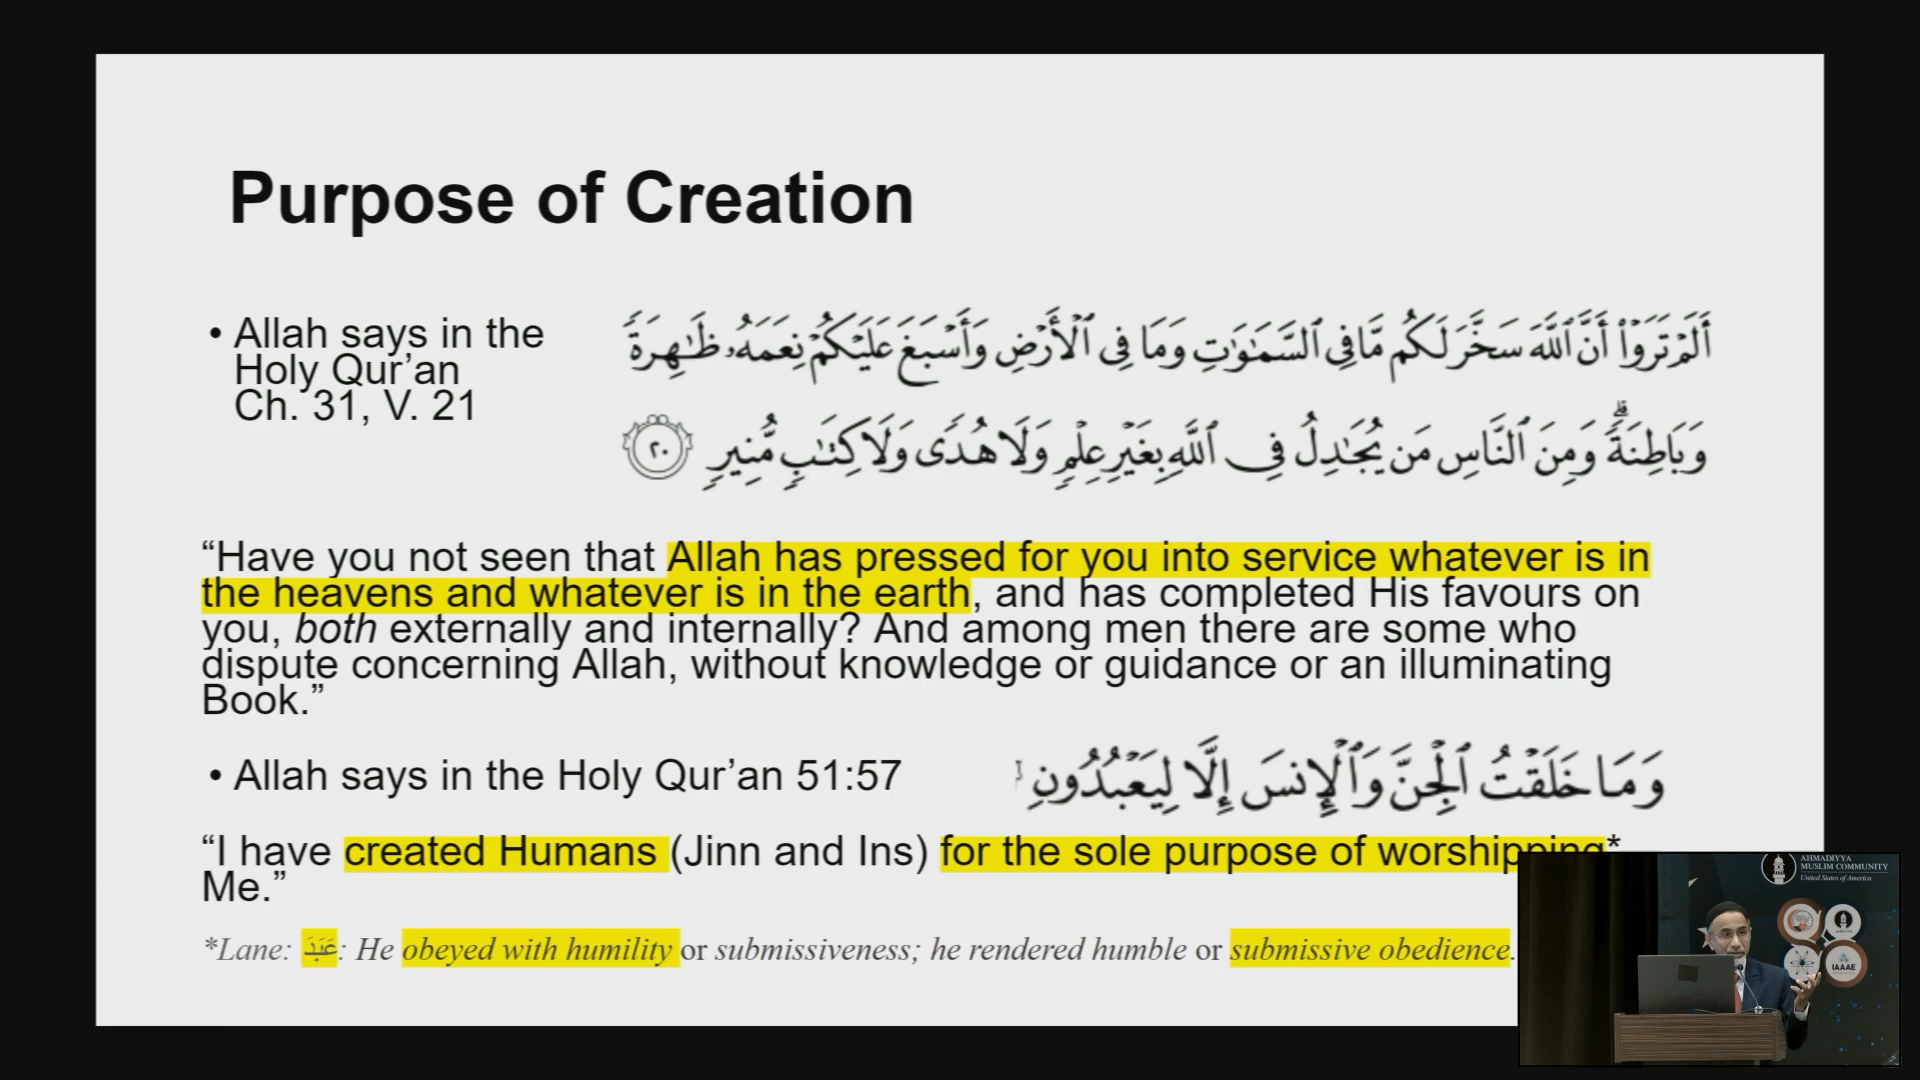 Purpose of Creation
• Allah says in the
Holy Qur’an
Ch. 31, V. 21
أَلَمْ تَرَوْا۟ أَنَّ ٱللَّهَ سَخَّرَ لَكُم مَّا فِى ٱلسَّمَٰوَٰتِ وَمَا فِى ٱلْأَرْضِ وَأَسْبَغَ عَلَيْكُمْ نِعَمَهُۥ ظَٰهِرَةً
وَبَاطِنَةً ۗ وَمِنَ ٱلنَّاسِ مَن يُجَٰدِلُ فِى ٱللَّهِ بِغَيْرِ عِلْمٍ وَلَا هُدًى وَلَا كِتَٰبٍ مُّنِيرٍ ٢٠
“Have you not seen that Allah has pressed for you into service whatever is in
the heavens and whatever is in the earth, and has completed His favours on
you, both externally and internally? And among men there are some who
dispute concerning Allah, without knowledge or guidance or an illuminating
Book.”
• Allah says in the Holy Qur’an 51:57
وَمَا خَلَقْتُ ٱلْجِنَّ وَٱلْإِنسَ إِلَّا لِيَعْبُدُونِ
“I have created Humans (Jinn and Ins) for the sole purpose of worshipping*
Me.”
*Lane: عَبَدَ: He obeyed with humility or submissiveness; he rendered humble or submissive obedience.
AHMADIYYA
MUSLIM COMMUNITY
United States of America
IAAAE